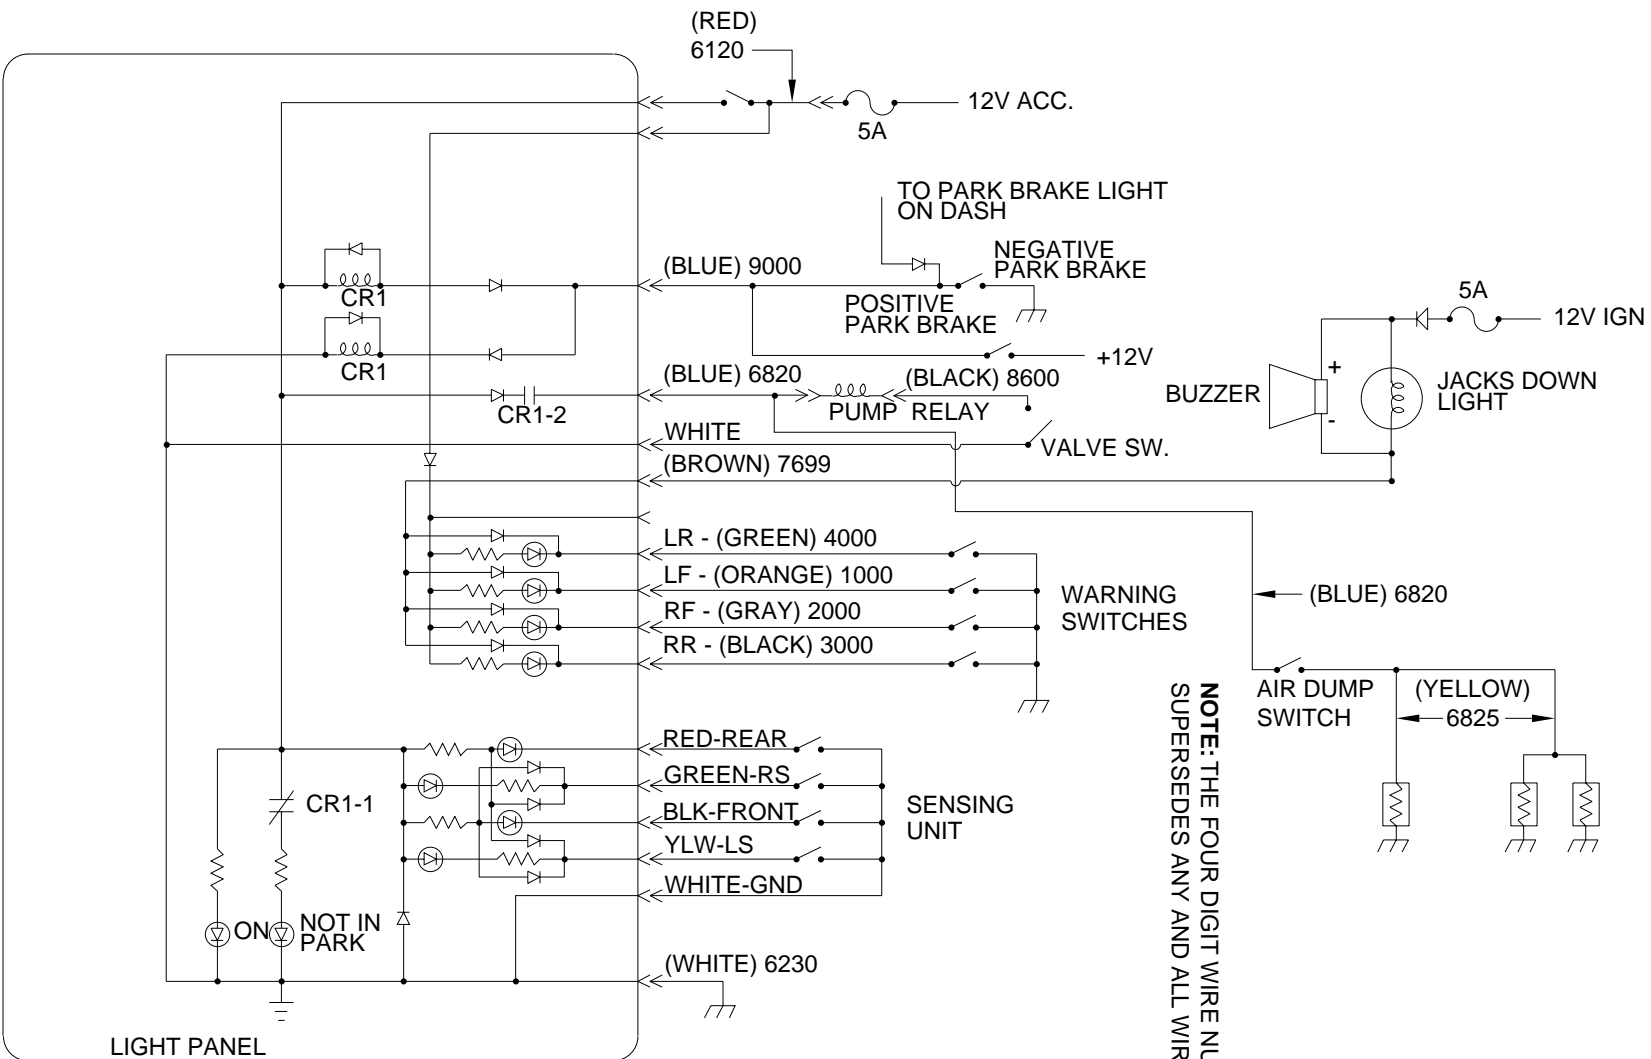 (RED)
6120
12V ACC.
5A
TO PARK BRAKE LIGHT
ON DASH
NEGATIVE
PARK BRAKE
(BLUE) 9000
CR1
POSITIVE
PARK BRAKE
5A
12V IGN
CR1
+12V
(BLUE) 6820
(BLACK) 8600
CR1-2
PUMP RELAY
BUZZER
+
-
JACKS DOWN
LIGHT
WHITE
VALVE SW.
(BROWN) 7699
LR - (GREEN) 4000
LF - (ORANGE) 1000
RF - (GRAY) 2000
RR - (BLACK) 3000
WARNING
SWITCHES
(BLUE) 6820
AIR DUMP
SWITCH
(YELLOW)
6825
RED-REAR
GREEN-RS
BLK-FRONT
YLW-LS
WHITE-GND
SENSING
UNIT
CR1-1
ON
NOT IN
PARK
(WHITE) 6230
LIGHT PANEL
NOTE: THE FOUR DIGIT WIRE
SUPERSEDES ANY AND ALL